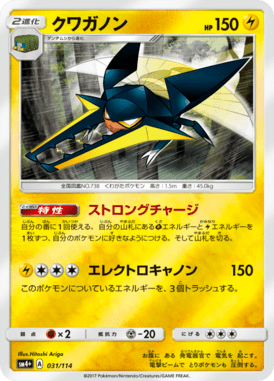 2進化
クワガノン
HP 150
デンヂムシから進化
全国図鑑NO.738 くわがたポケモン 高さ:1.5m 重さ:45.0kg
特性 ストロングチャージ
自分の番に1回使える。自分の山札にあるエネルギーとエネルギーを
1枚ずつ、自分のポケモンに好きなようにつける。そして山札を切る。
エレクトロキャノン 150
このポケモンについているエネルギーを、3個トラッシュする。
弱点 ×2 抵抗力 -20 にげる
Illus.Hitoshi Ariga
sm4+ A 031/114
お腹に ある 発電器で 電気を 起こす。
©2017 Pokémon/Nintendo/Creatures/GAME FREAK.